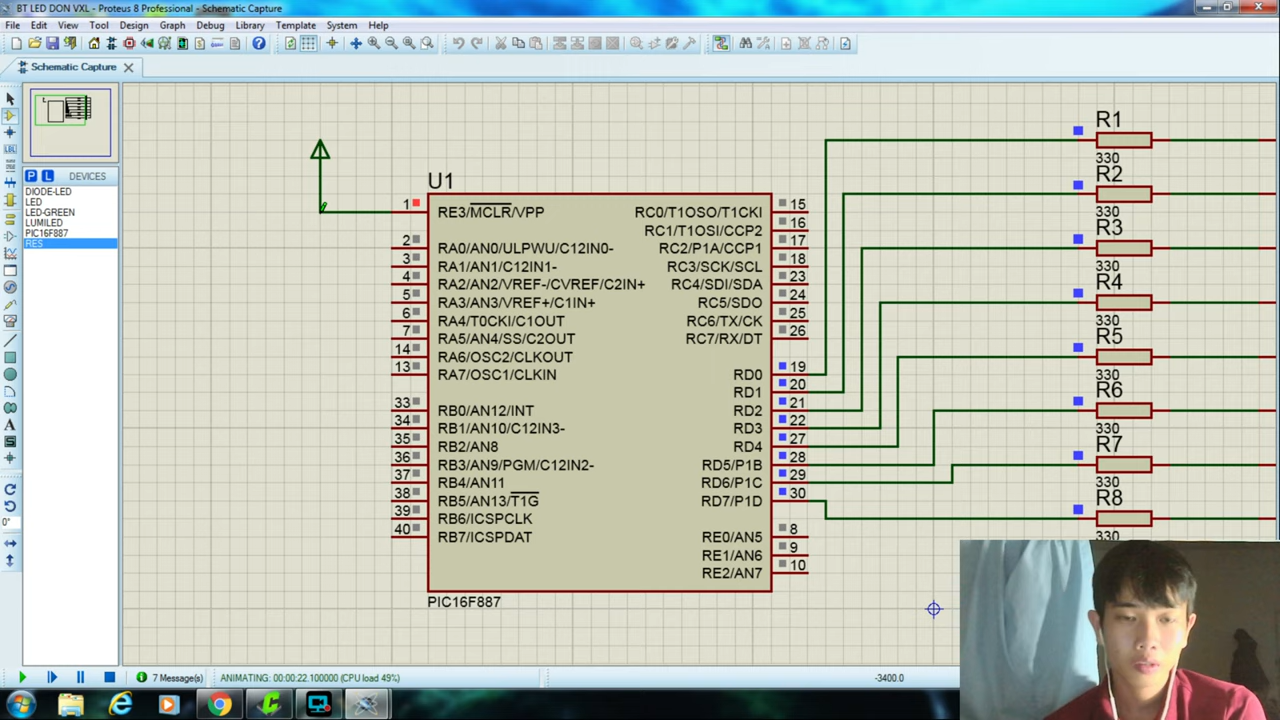 BT LED DON VXL - Proteus 8 Professional - Schematic Capture
File Edit View Tool Design Graph Debug Library Template System Help
Schematic Capture
P L DEVICES
DIODE-LED
LED
LED-GREEN
LUMILED
PIC16F887
RES
LBL
A
0°
U1
1 RE3/MCLR/VPP
2 RA0/AN0/ULPWU/C12IN0-
3 RA1/AN1/C12IN1-
4 RA2/AN2/VREF-/CVREF/C2IN+
5 RA3/AN3/VREF+/C1IN+
6 RA4/T0CKI/C1OUT
7 RA5/AN4/SS/C2OUT
14 RA6/OSC2/CLKOUT
13 RA7/OSC1/CLKIN
33 RB0/AN12/INT
34 RB1/AN10/C12IN3-
35 RB2/AN8
36 RB3/AN9/PGM/C12IN2-
37 RB4/AN11
38 RB5/AN13/T1G
39 RB6/ICSPCLK
40 RB7/ICSPDAT
RC0/T1OSO/T1CKI 15
RC1/T1OSI/CCP2 16
RC2/P1A/CCP1 17
RC3/SCK/SCL 18
RC4/SDI/SDA 23
RC5/SDO 24
RC6/TX/CK 25
RC7/RX/DT 26
RD0 19
RD1 20
RD2 21
RD3 22
RD4 27
RD5/P1B 28
RD6/P1C 29
RD7/P1D 30
RE0/AN5 8
RE1/AN6 9
RE2/AN7 10
PIC16F887
R1
330
R2
330
R3
330
R4
330
R5
330
R6
330
R7
330
R8
330
7 Message(s) ANIMATING: 00:00:22.100000 (CPU load 49%) -3400.0